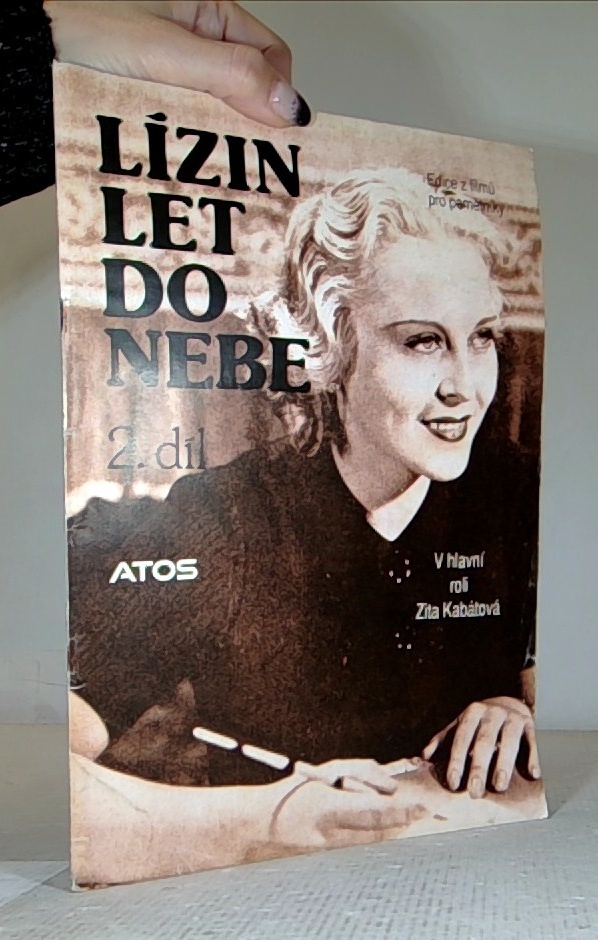 LÍZIN
LET
DO
NEBE
2. díl
Edice z filmů
pro pamětníky
ATOS
V hlavní
roli
Zita Kabátová